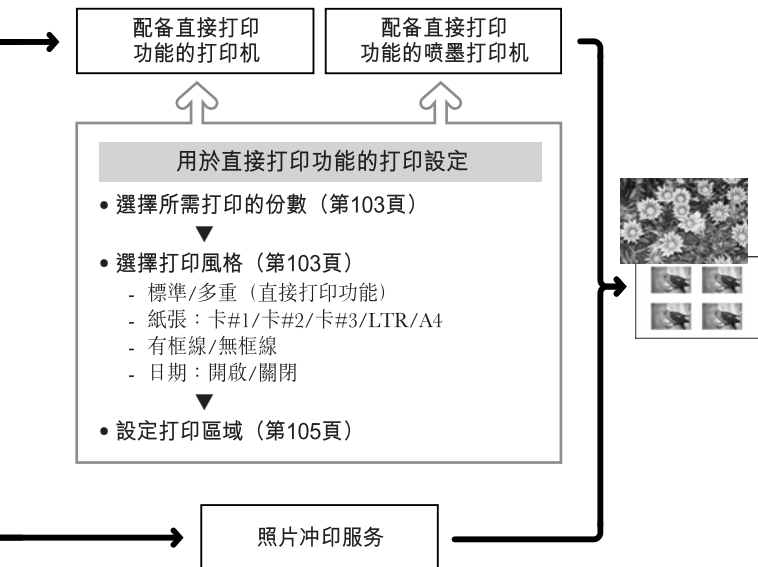 配备直接打印
功能的打印机
配备直接打印
功能的喷墨打印机
用於直接打印功能的打印設定
• 選擇所需打印的份數（第103頁）
▼
• 選擇打印風格（第103頁）
- 標準/多重（直接打印功能）
- 紙張：卡#1/卡#2/卡#3/LTR/A4
- 有框線/無框線
- 日期：開啟/關閉
▼
• 設定打印區域（第105頁）
照片冲印服务